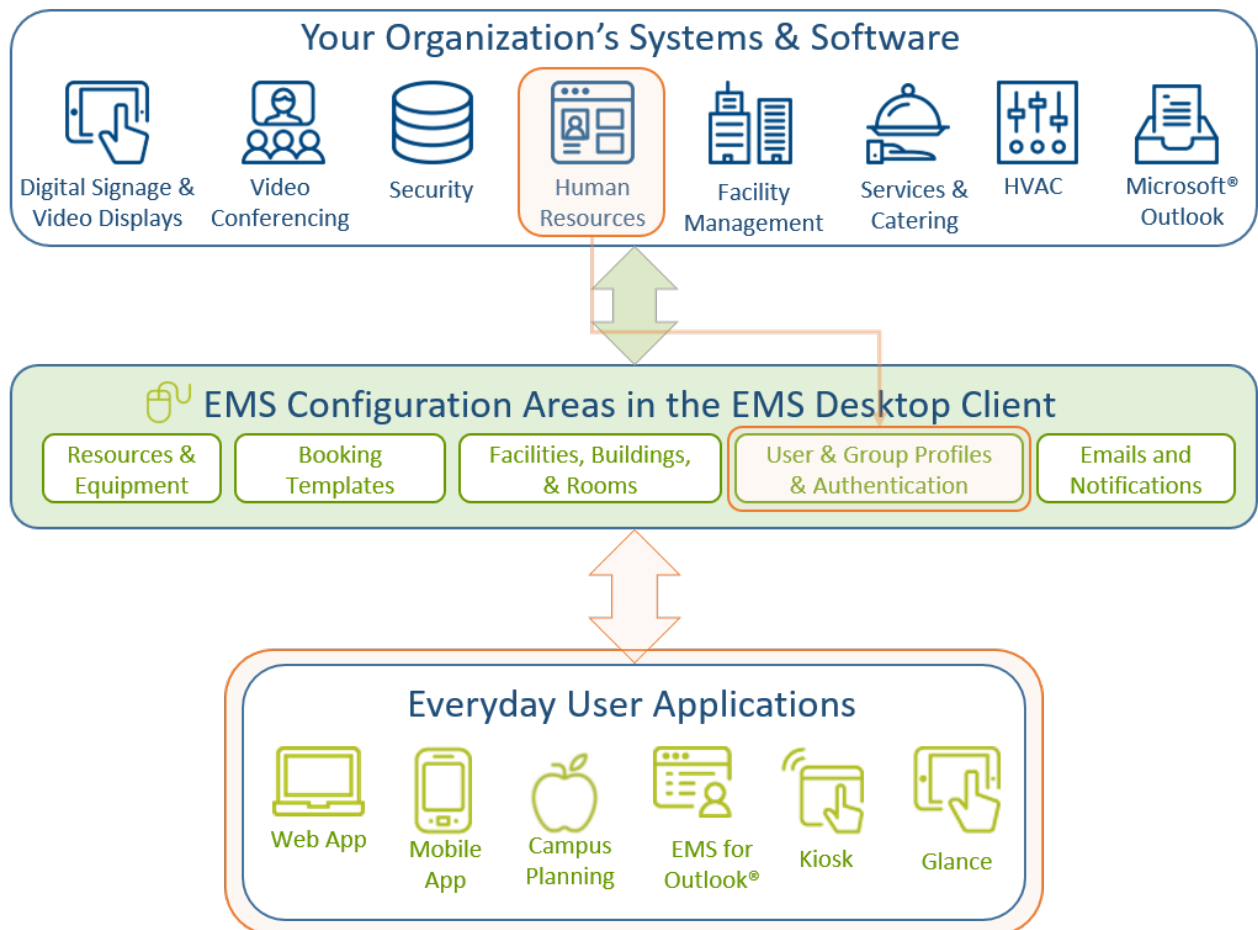 Your Organization's Systems & Software
Digital Signage &
Video Displays
Video
Conferencing
Security
Human
Resources
Facility
Management
Services &
Catering
HVAC
Microsoft®
Outlook
EMS Configuration Areas in the EMS Desktop Client
Resources &
Equipment
Booking
Templates
Facilities, Buildings,
& Rooms
User & Group Profiles
& Authentication
Emails and
Notifications
Everyday User Applications
Web App
Mobile
App
Campus
Planning
EMS for
Outlook®
Kiosk
Glance